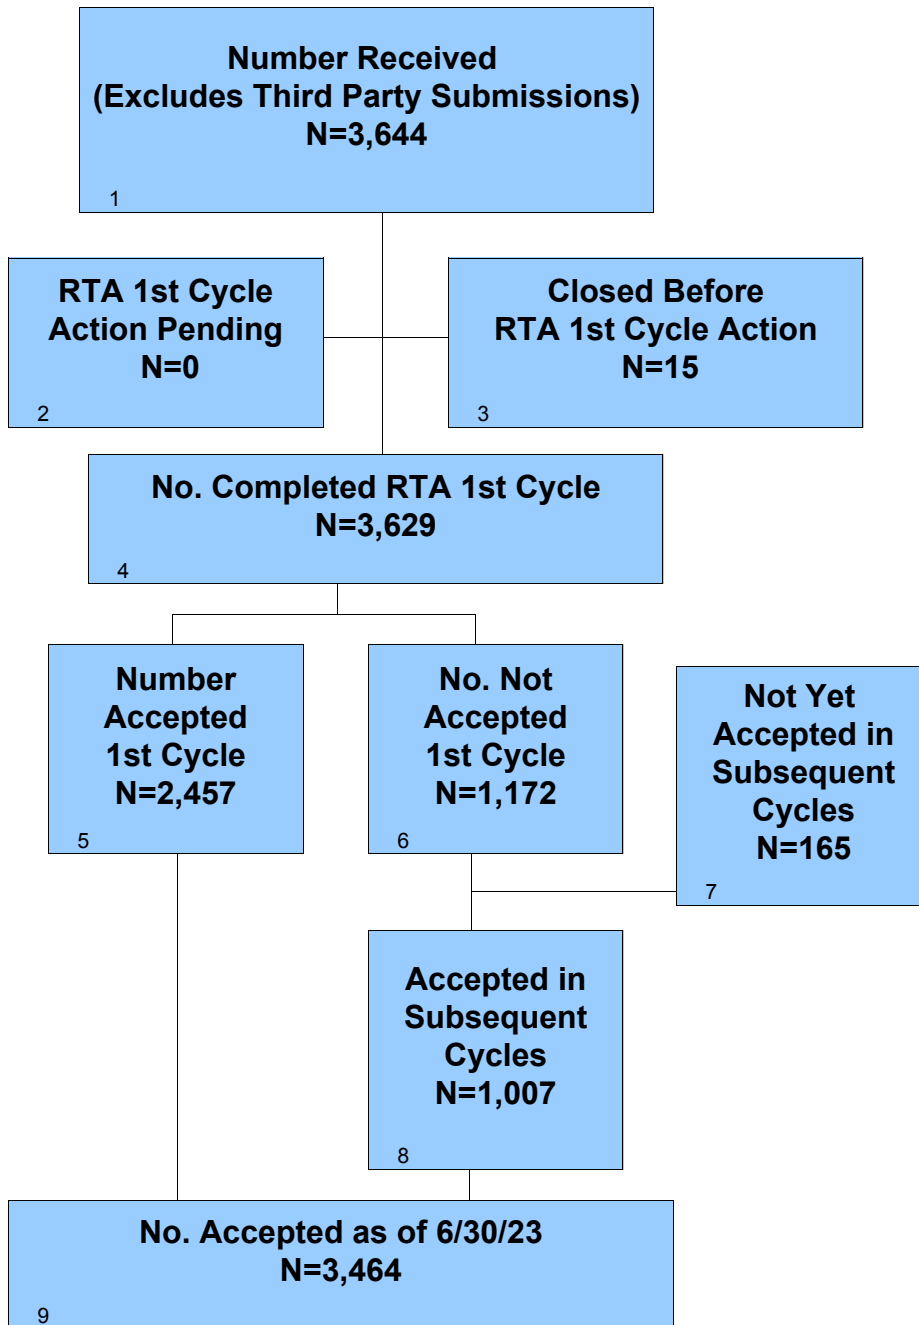 Number Received
(Excludes Third Party Submissions)
N=3,644
1
RTA 1st Cycle
Action Pending
N=0
2
Closed Before
RTA 1st Cycle Action
N=15
3
No. Completed RTA 1st Cycle
N=3,629
4
Number
Accepted
1st Cycle
N=2,457
5
No. Not
Accepted
1st Cycle
N=1,172
6
Not Yet
Accepted in
Subsequent
Cycles
N=165
7
Accepted in
Subsequent
Cycles
N=1,007
8
No. Accepted as of 6/30/23
N=3,464
9